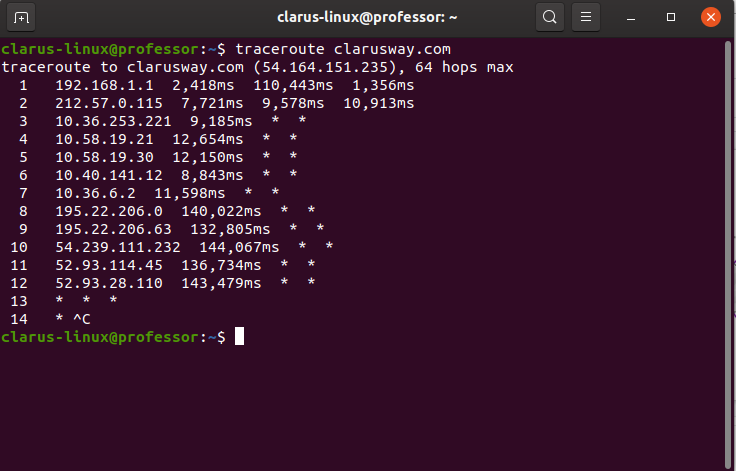 clarus-linux@professor: ~
clarus-linux@professor:~$ traceroute clarusway.com
traceroute to clarusway.com (54.164.151.235), 64 hops max
1 192.168.1.1 2,418ms 110,443ms 1,356ms
2 212.57.0.115 7,721ms 9,578ms 10,913ms
3 10.36.253.221 9,185ms * *
4 10.58.19.21 12,654ms * *
5 10.58.19.30 12,150ms * *
6 10.40.141.12 8,843ms * *
7 10.36.6.2 11,598ms * *
8 195.22.206.0 140,022ms * *
9 195.22.206.63 132,805ms * *
10 54.239.111.232 144,067ms * *
11 52.93.114.45 136,734ms * *
12 52.93.28.110 143,479ms * *
13 * * *
14 * ^C
clarus-linux@professor:~$